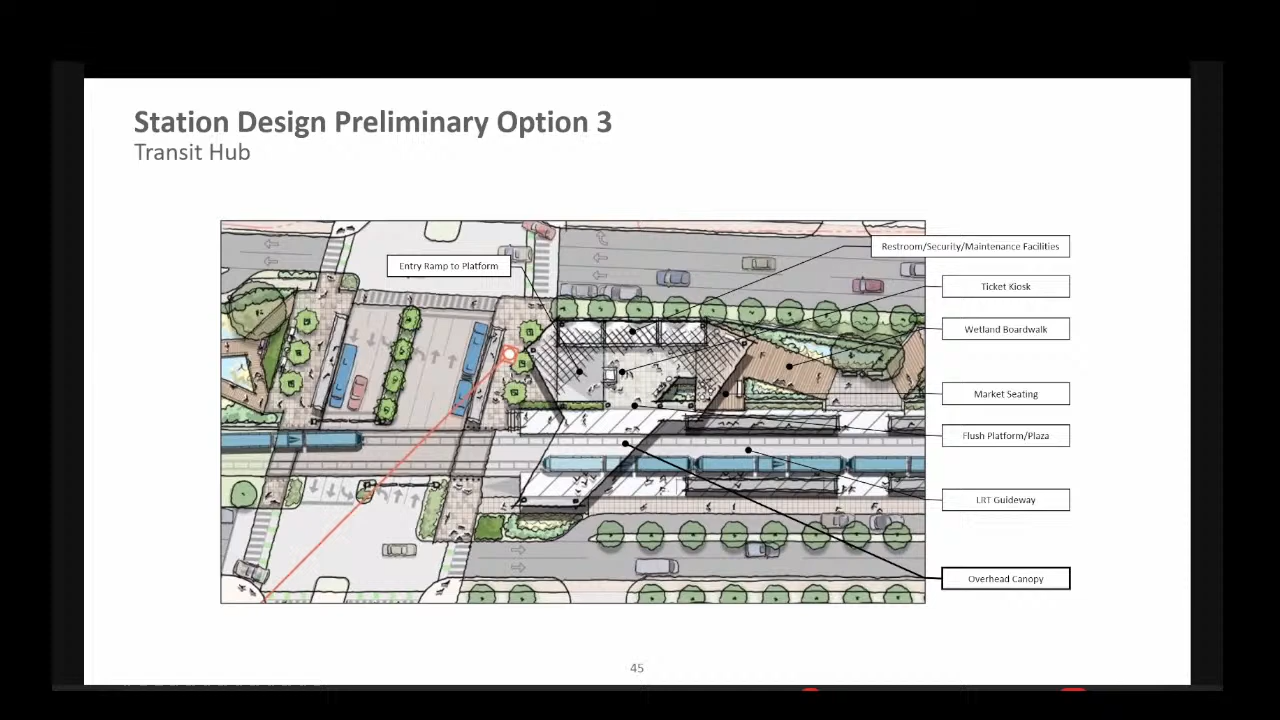 Station Design Preliminary Option 3
Transit Hub
Restroom/Security/Maintenance Facilities
Entry Ramp to Platform
Ticket Kiosk
Wetland Boardwalk
Market Seating
Flush Platform/Plaza
LRT Guideway
Overhead Canopy
45